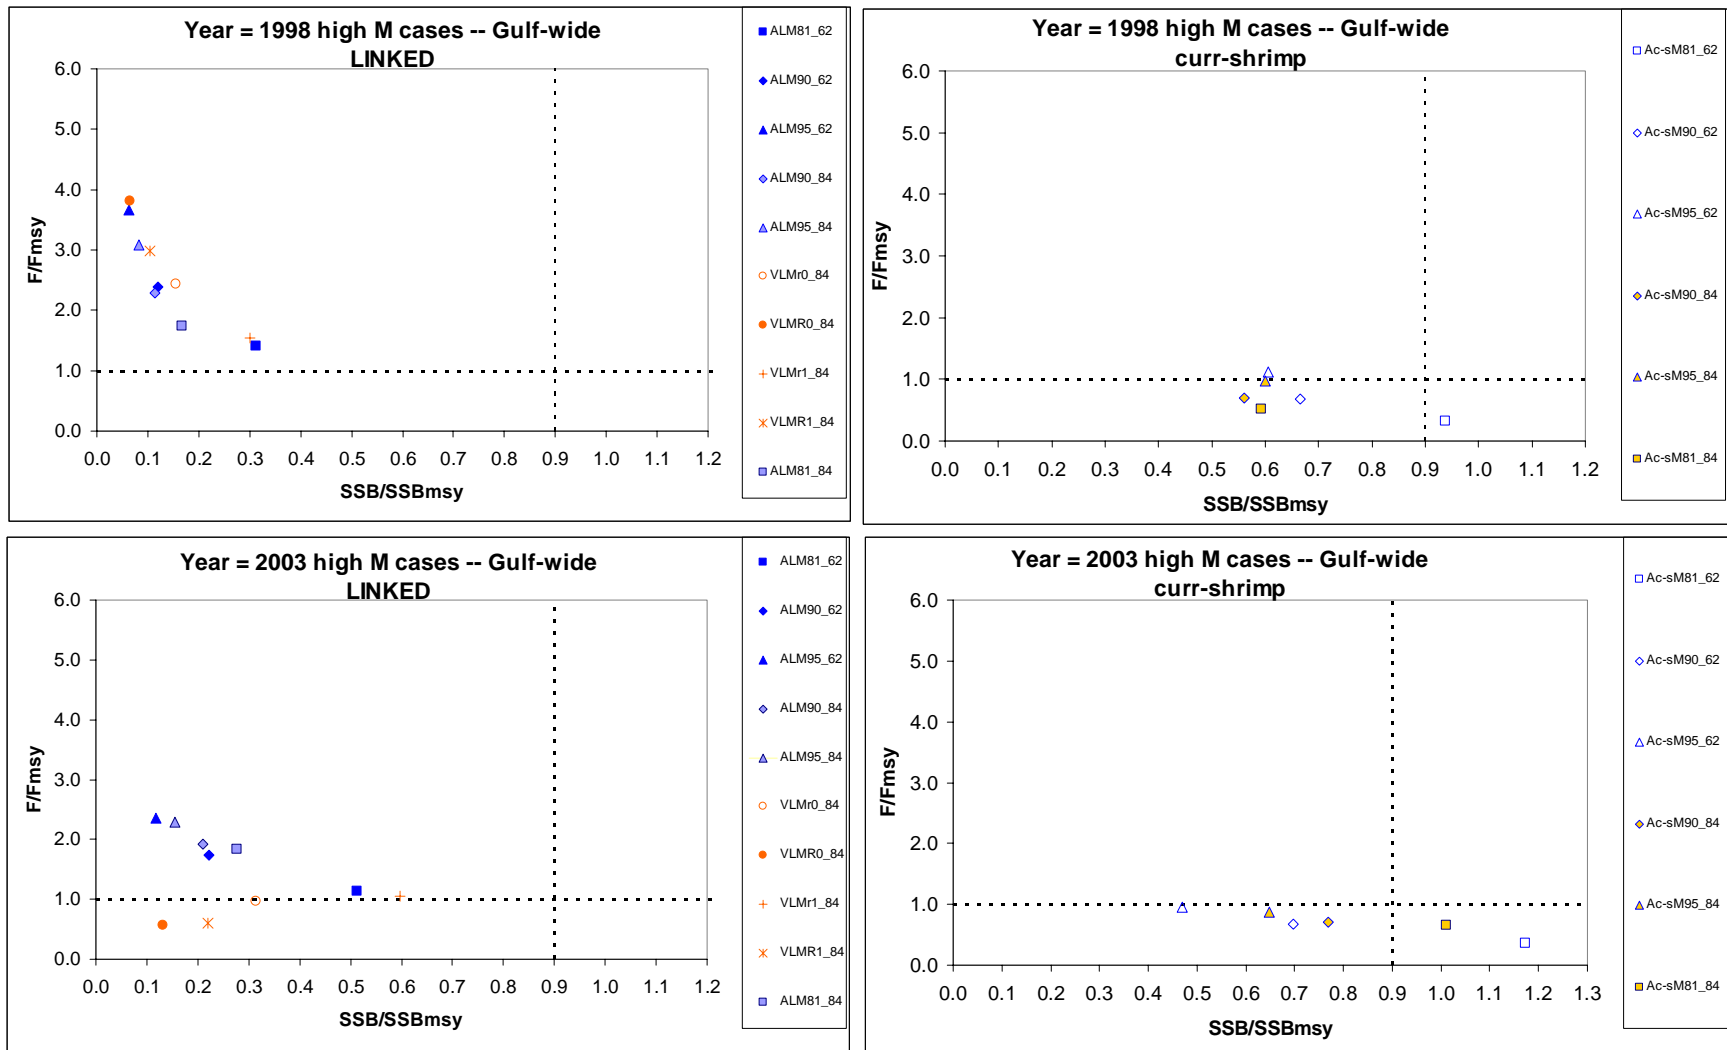 Year = 1998 high M cases -- Gulf-wide
LINKED
6.0
5.0
4.0
3.0
2.0
1.0
0.0
F/Fmsy
0.0 0.1 0.2 0.3 0.4 0.5 0.6 0.7 0.8 0.9 1.0 1.1 1.2
SSB/SSBmsy
ALM81_62
ALM90_62
ALM95_62
ALM90_84
ALM95_84
VLMr0_84
VLMR0_84
VLMr1_84
VLMR1_84
ALM81_84
Year = 1998 high M cases -- Gulf-wide
curr-shrimp
6.0
5.0
4.0
3.0
2.0
1.0
0.0
F/Fmsy
0.0 0.1 0.2 0.3 0.4 0.5 0.6 0.7 0.8 0.9 1.0 1.1 1.2
SSB/SSBmsy
Ac-sM81_62
Ac-sM90_62
Ac-sM95_62
Ac-sM90_84
Ac-sM95_84
Ac-sM81_84
Year = 2003 high M cases -- Gulf-wide
LINKED
6.0
5.0
4.0
3.0
2.0
1.0
0.0
F/Fmsy
0.0 0.1 0.2 0.3 0.4 0.5 0.6 0.7 0.8 0.9 1.0 1.1 1.2
SSB/SSBmsy
ALM81_62
ALM90_62
ALM95_62
ALM90_84
ALM95_84
VLMr0_84
VLMR0_84
VLMr1_84
VLMR1_84
ALM81_84
Year = 2003 high M cases -- Gulf-wide
curr-shrimp
6.0
5.0
4.0
3.0
2.0
1.0
0.0
F/Fmsy
0.0 0.1 0.2 0.3 0.4 0.5 0.6 0.7 0.8 0.9 1.0 1.1 1.2 1.3
SSB/SSBmsy
Ac-sM81_62
Ac-sM90_62
Ac-sM95_62
Ac-sM90_84
Ac-sM95_84
Ac-sM81_84